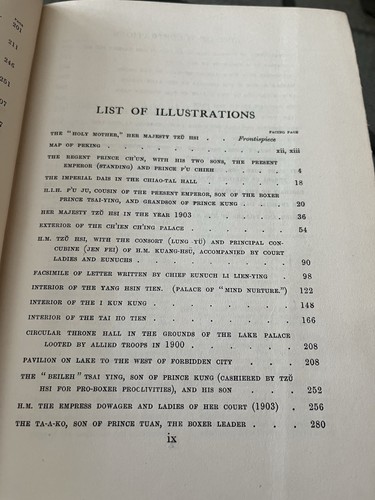 PAGE
201
211
245
251
07
2
LIST OF ILLUSTRATIONS
FACING PAGE
THE "HOLY MOTHER," HER MAJESTY TZŬ HSI . . Frontispiece
MAP OF PEKING . . . . . . . . xii, xiii
THE REGENT PRINCE CH'UN, WITH HIS TWO SONS, THE PRESENT
EMPEROR (STANDING) AND PRINCE P'U CHIEH . . . 4
THE IMPERIAL DAIS IN THE CHIAO-TAI HALL . . . . 18
H.I.H. P'U JU, COUSIN OF THE PRESENT EMPEROR, SON OF THE BOXER
PRINCE TSAI-YING, AND GRANDSON OF PRINCE KUNG . . 20
HER MAJESTY TZŬ HSI IN THE YEAR 1903 . . . . 36
EXTERIOR OF THE CH'IEN CH'ING PALACE . . . . 54
H.M. TZŬ HSI, WITH THE CONSORT (LUNG YÜ) AND PRINCIPAL CON-
CUBINE (JEN FEI) OF H.M. KUANG-HSÜ, ACCOMPANIED BY COURT
LADIES AND EUNUCHS . . . . . . . 90
FACSIMILE OF LETTER WRITTEN BY CHIEF EUNUCH LI LIEN-YING . 98
INTERIOR OF THE YANG HSIN TIEN. (PALACE OF "MIND NURTURE.") 122
INTERIOR OF THE I KUN KUNG . . . . . . 148
INTERIOR OF THE TAI HO TIEN . . . . . . 166
CIRCULAR THRONE HALL IN THE GROUNDS OF THE LAKE PALACE
LOOTED BY ALLIED TROOPS IN 1900 . . . . . 208
PAVILION ON LAKE TO THE WEST OF FORBIDDEN CITY . . . 208
THE "BEILEH" TSAI YING, SON OF PRINCE KUNG (CASHIERED BY TZŬ
HSI FOR PRO-BOXER PROCLIVITIES), AND HIS SON . . . 252
H.M. THE EMPRESS DOWAGER AND LADIES OF HER COURT (1903) . 256
THE TA-A-KO, SON OF PRINCE TUAN, THE BOXER LEADER . . 280
ix